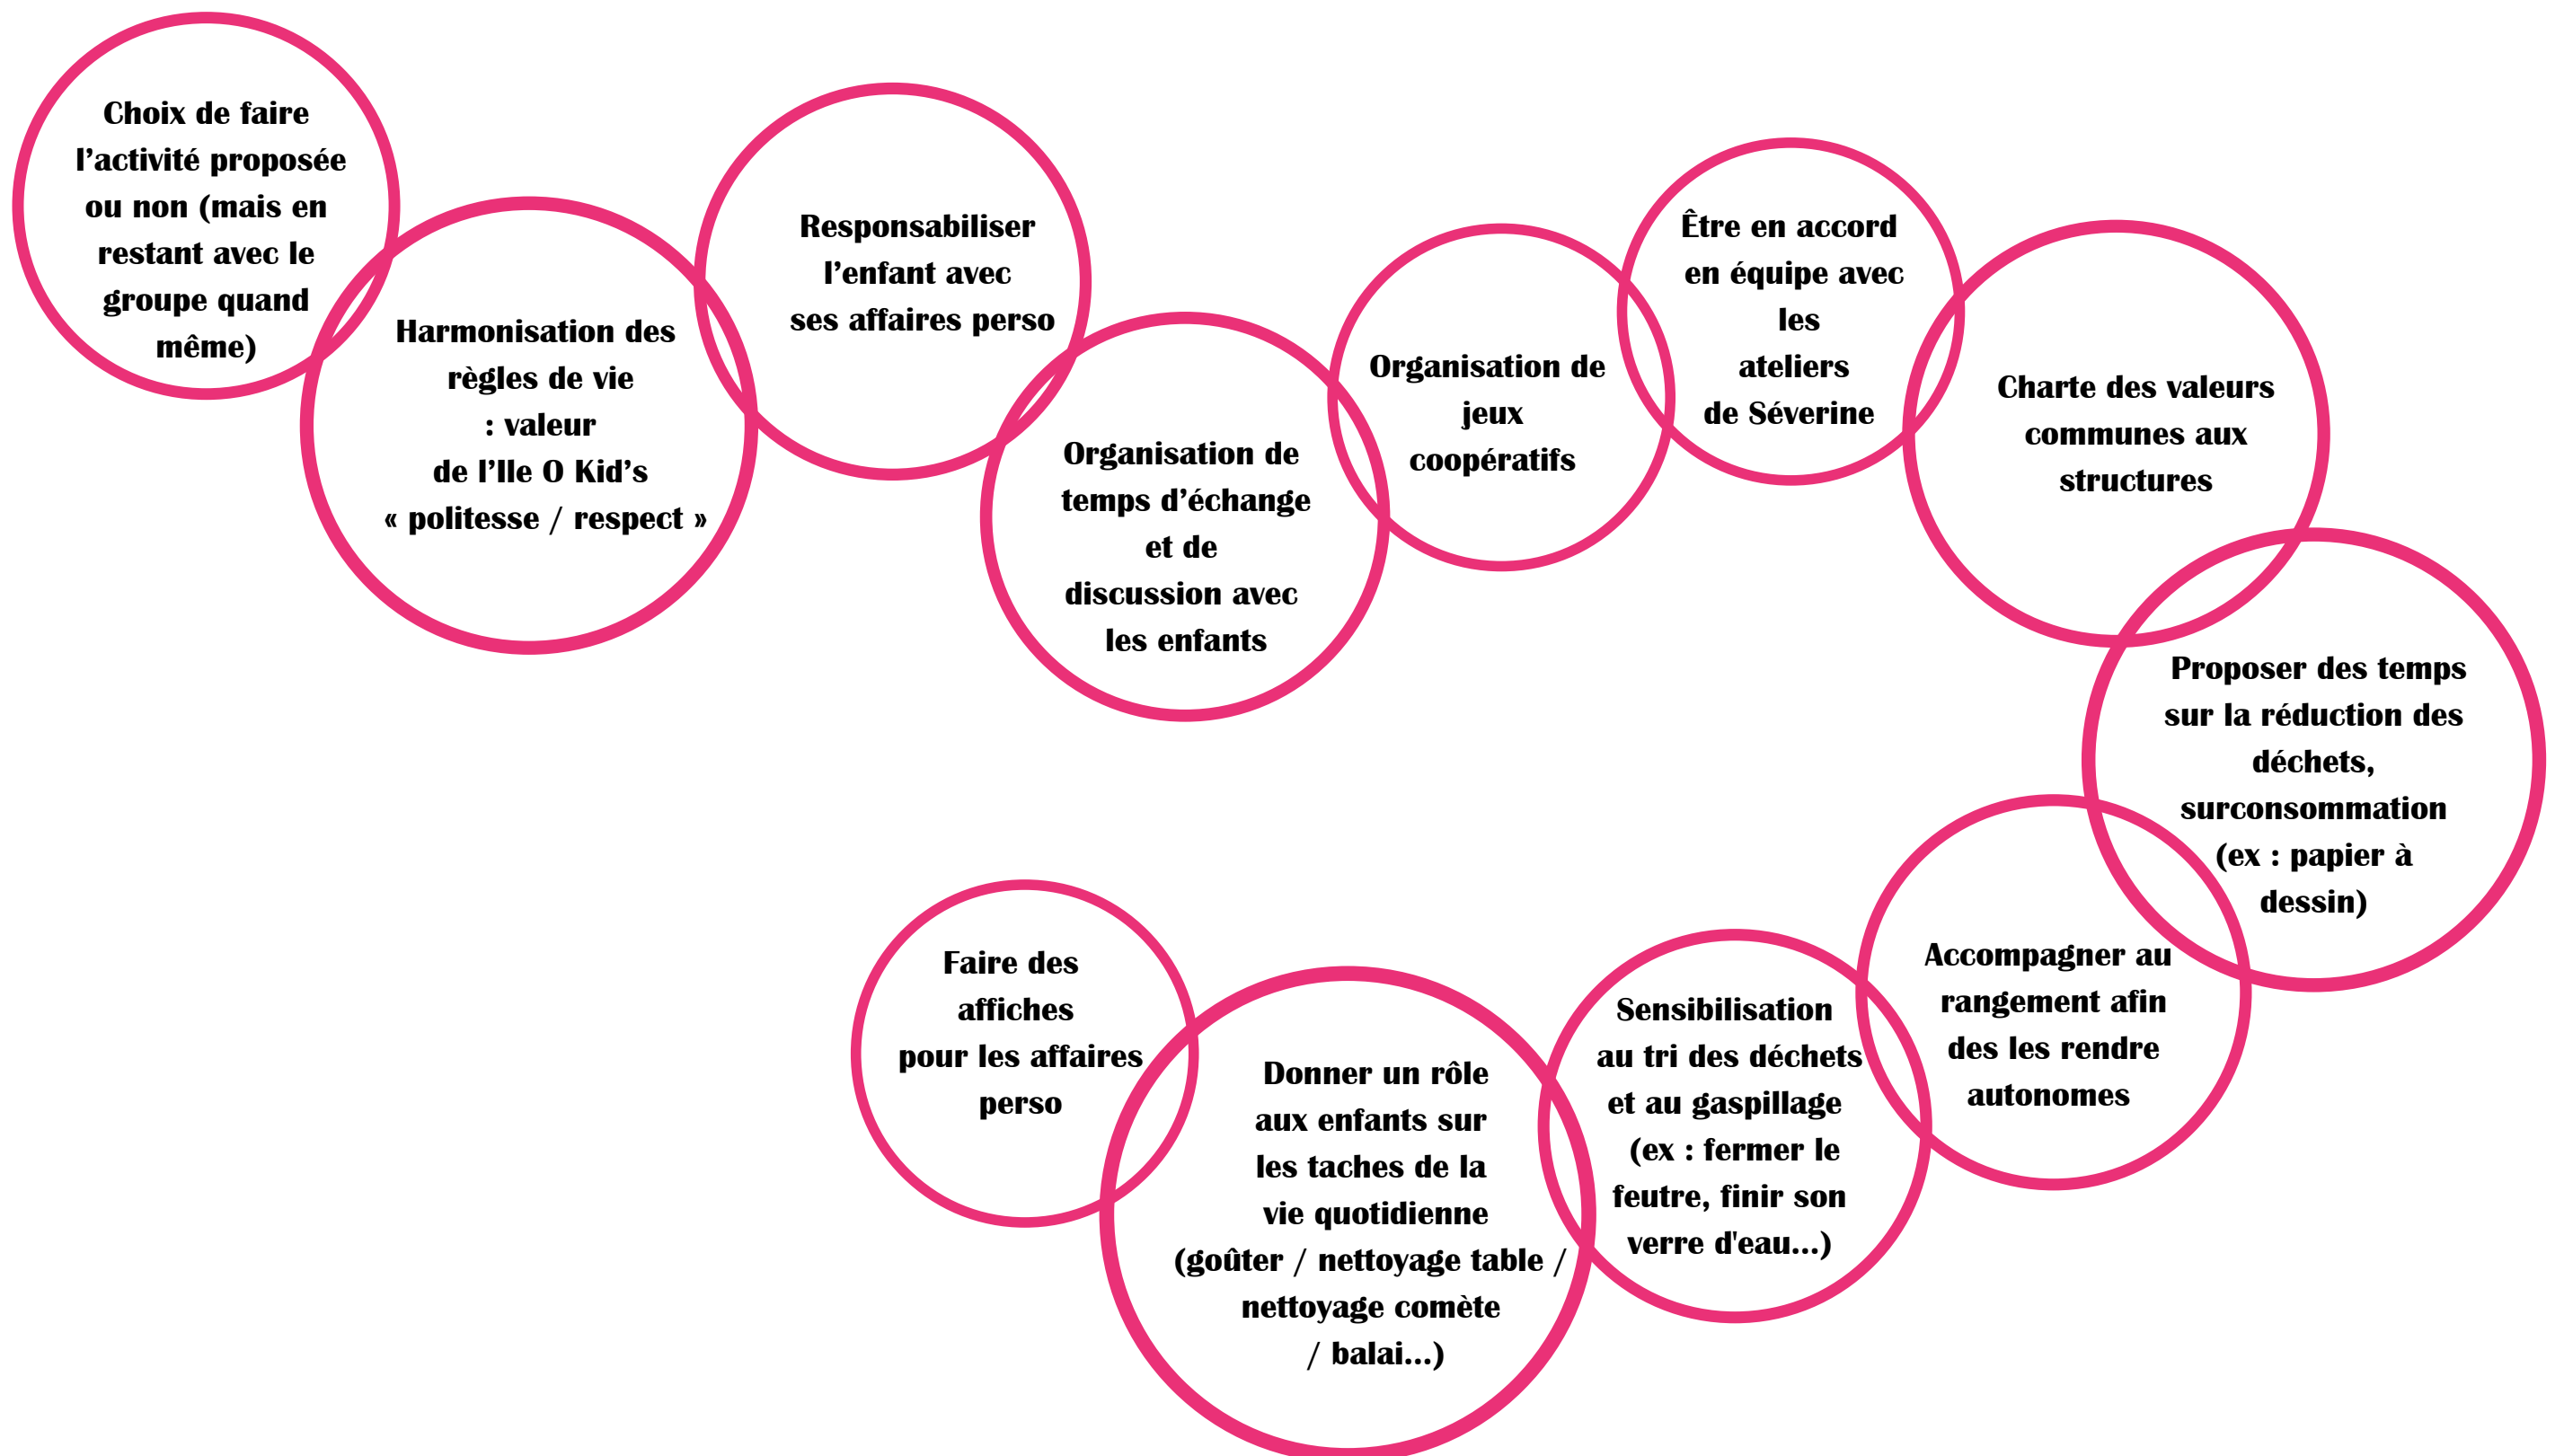 Choix de faire
l’activité proposée
ou non (mais en
restant avec le
groupe quand
même)
Harmonisation des
règles de vie
: valeur
de l’Ile O Kid’s
« politesse / respect »
Responsabiliser
l’enfant avec
ses affaires perso
Organisation de
temps d’échange
et de
discussion avec
les enfants
Organisation de
jeux
coopératifs
Être en accord
en équipe avec
les
ateliers
de Séverine
Charte des valeurs
communes aux
structures
Proposer des temps
sur la réduction des
déchets,
surconsommation
(ex : papier à
dessin)
Accompagner au
rangement afin
des les rendre
autonomes
Sensibilisation
au tri des déchets
et au gaspillage
(ex : fermer le
feutre, finir son
verre d'eau...)
Donner un rôle
aux enfants sur
les taches de la
vie quotidienne
(goûter / nettoyage table /
nettoyage comète
/ balai...)
Faire des
affiches
pour les affaires
perso